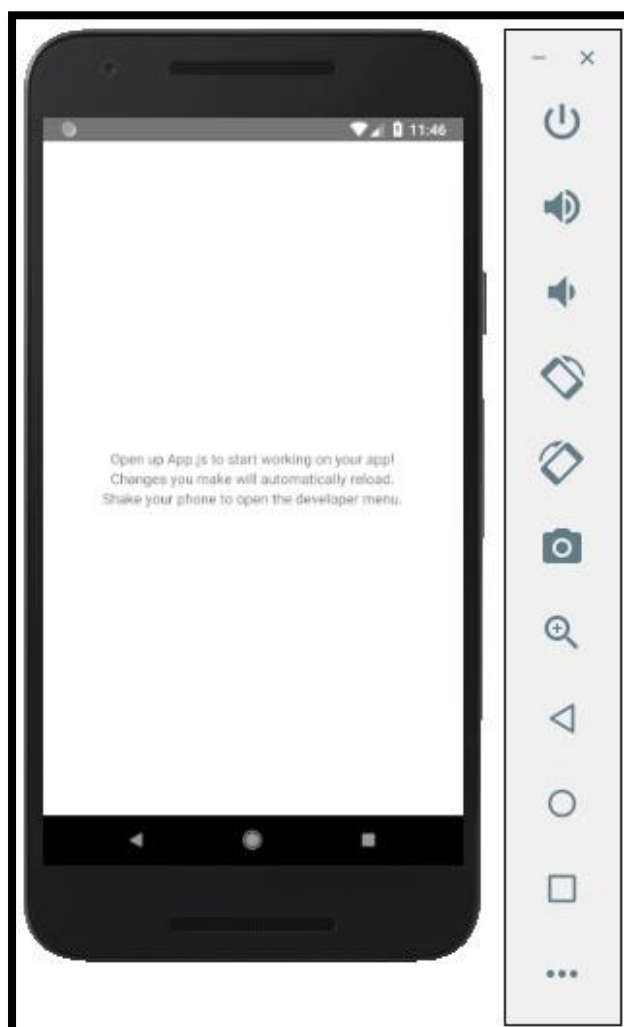 11:46
Open up App.js to start working on your app!
Changes you make will automatically reload.
Shake your phone to open the developer menu.